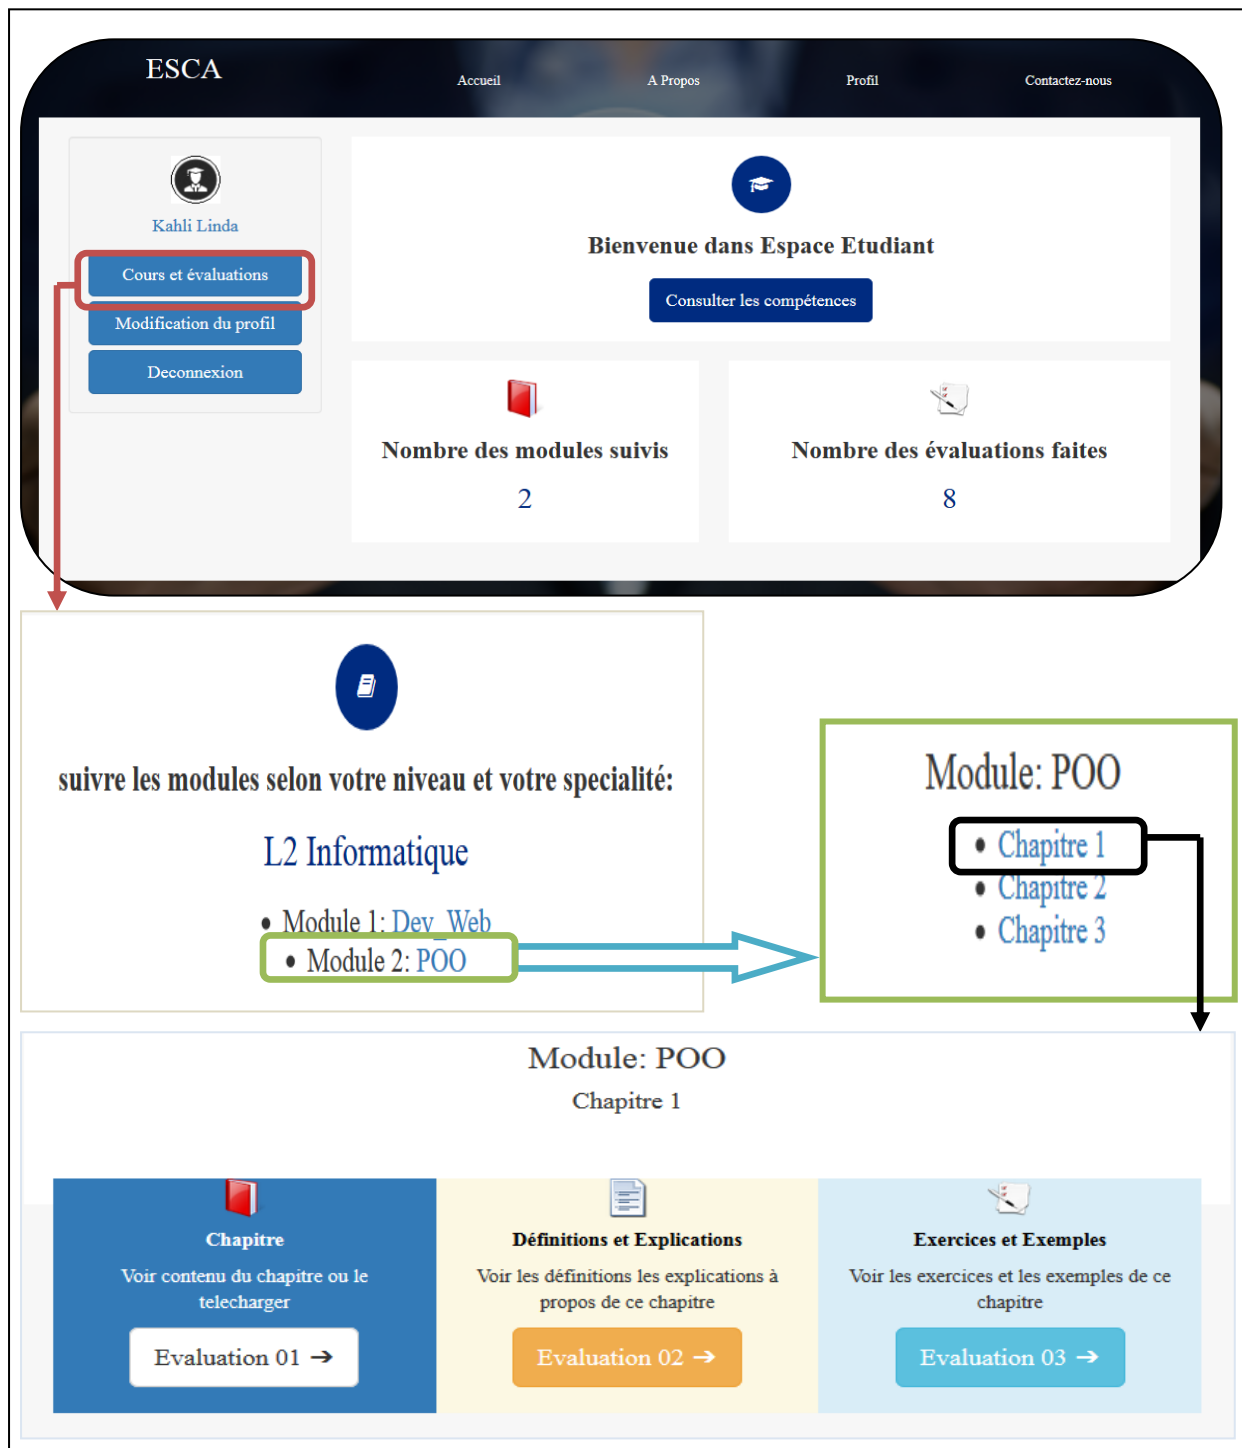 ESCA
Accueil
A Propos
Profil
Contactez-nous
Kahli Linda
Cours et évaluations
Modification du profil
Deconnexion
Bienvenue dans Espace Etudiant
Consulter les compétences
Nombre des modules suivis
2
Nombre des évaluations faites
8
suivre les modules selon votre niveau et votre specialité:
L2 Informatique
• Module 1: Dev_Web
• Module 2: POO
Module: POO
• Chapitre 1
• Chapitre 2
• Chapitre 3
Module: POO
Chapitre 1
Chapitre
Voir contenu du chapitre ou le
telecharger
Evaluation 01 →
Définitions et Explications
Voir les définitions les explications à
propos de ce chapitre
Evaluation 02 →
Exercices et Exemples
Voir les exercices et les exemples de ce
chapitre
Evaluation 03 →